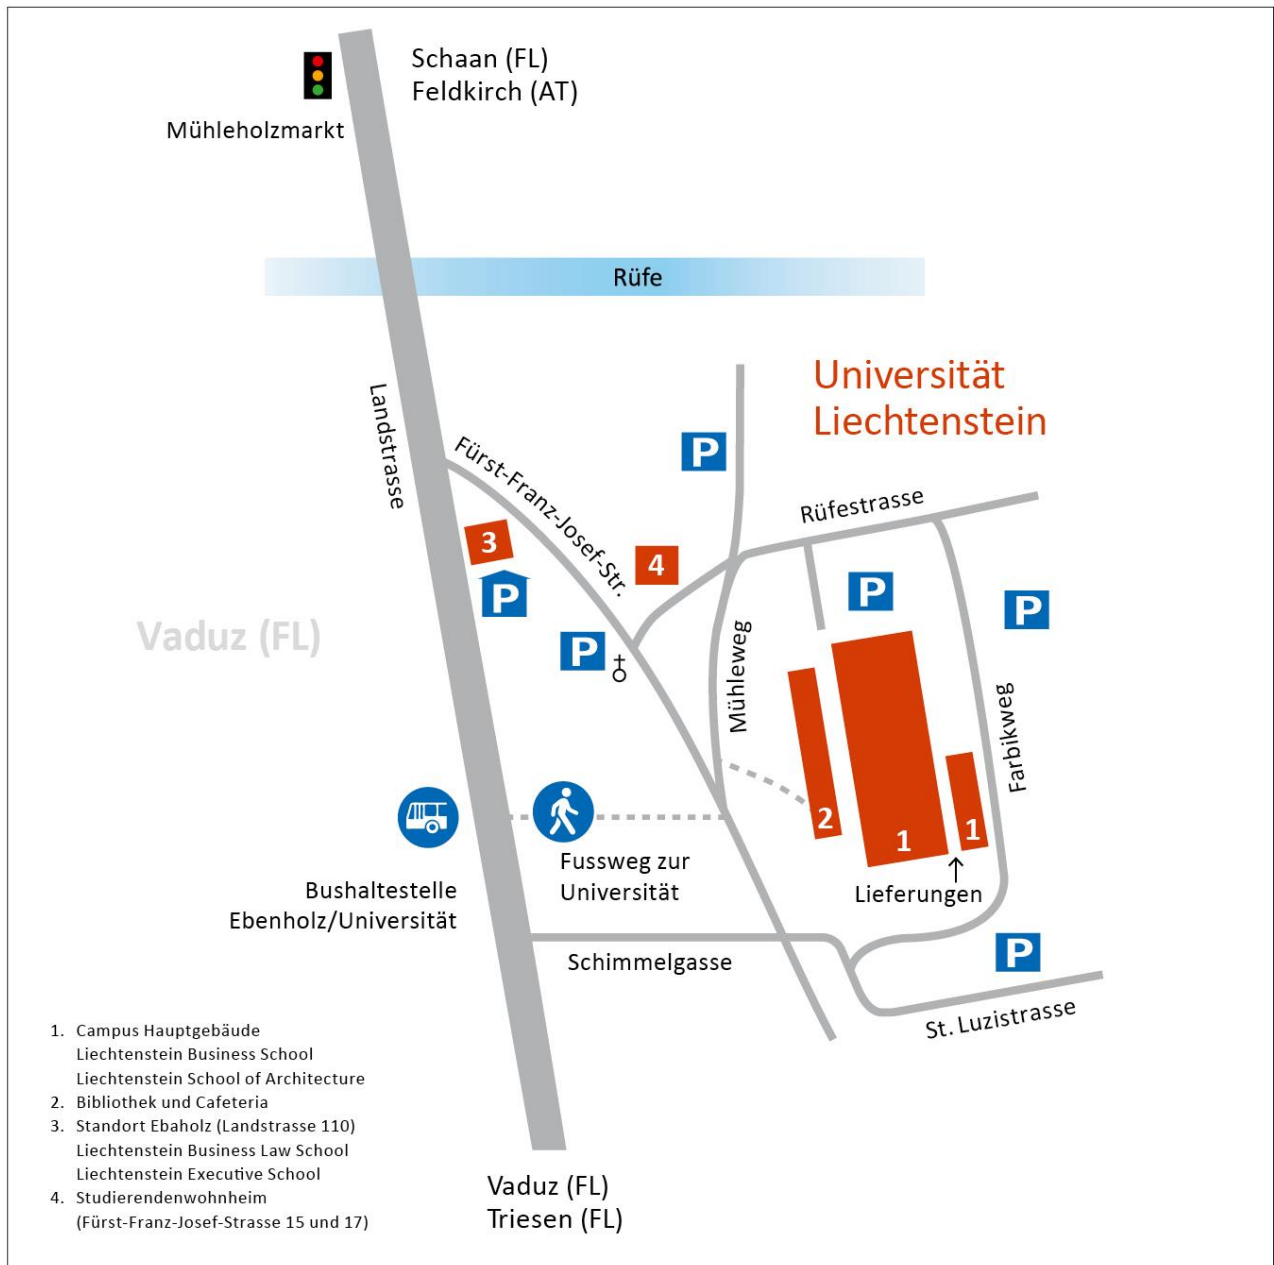 Schaan (FL)
Feldkirch (AT)
Mühleholzmarkt
Rüfe
Universität
Liechtenstein
Landstrasse
Fürst-Franz-Josef-Str.
P
Rüfestrasse
3
4
P
P
P
P
Vaduz (FL)
Mühleweg
Farbikweg
2
1
1
Fussweg zur
Universität
Lieferungen
Bushaltestelle
Ebenholz/Universität
Schimmelgasse
P
St. Luzistrasse
1. Campus Hauptgebäude
Liechtenstein Business School
Liechtenstein School of Architecture
2. Bibliothek und Cafeteria
3. Standort Ebaholz (Landstrasse 110)
Liechtenstein Business Law School
Liechtenstein Executive School
4. Studierendenwohnheim
(Fürst-Franz-Josef-Strasse 15 und 17)
Vaduz (FL)
Triesen (FL)